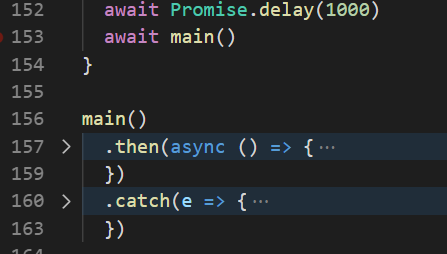 152 await Promise.delay(1000)
153 await main()
154 }
155
156 main()
157 > .then(async () => { ···
159 })
160 > .catch(e => { ···
163 })